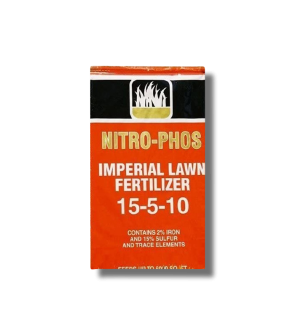 NITRO-PHOS
IMPERIAL LAWN
FERTILIZER
15-5-10
CONTAINS 2% IRON
AND 15% SULFUR
AND TRACE ELEMENTS